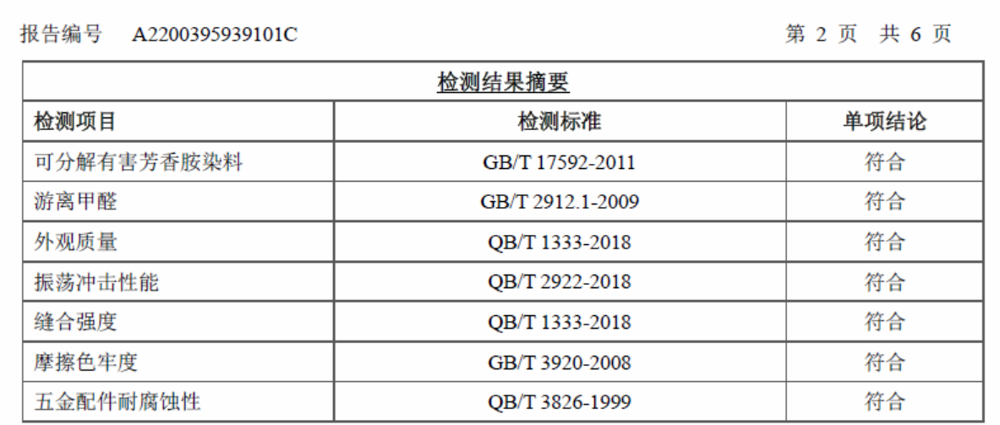 报告编号 A2200395939101C 第 2 页 共 6 页
检测结果摘要
检测项目 检测标准 单项结论
可分解有害芳香胺染料 GB/T 17592-2011 符合
游离甲醛 GB/T 2912.1-2009 符合
外观质量 QB/T 1333-2018 符合
振荡冲击性能 QB/T 2922-2018 符合
缝合强度 QB/T 1333-2018 符合
摩擦色牢度 GB/T 3920-2008 符合
五金配件耐腐蚀性 QB/T 3826-1999 符合